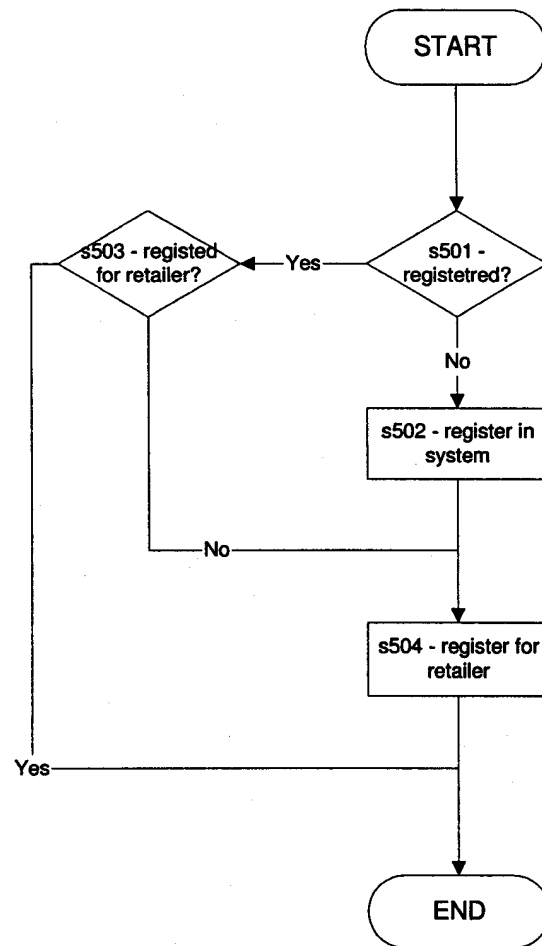 START
s503 - registed
for retailer?
Yes
s501 -
registetred?
No
s502 - register in
system
No
s504 - register for
retailer
Yes
END